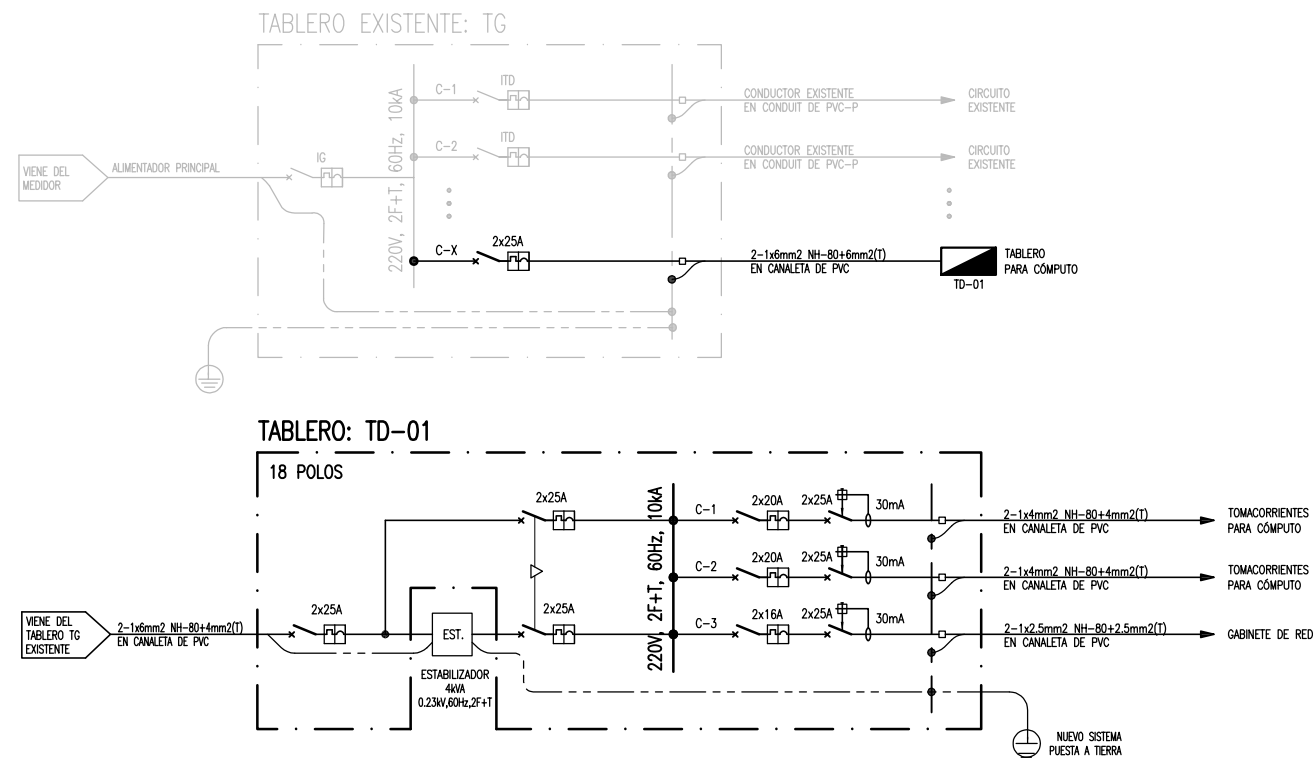 TABLERO EXISTENTE: TG
VIENE DEL
MEDIDOR
ALIMENTADOR PRINCIPAL
IG
220V, 2F+T, 60Hz, 10kA
C-1
ITD
CONDUCTOR EXISTENTE
EN CONDUIT DE PVC-P
CIRCUITO
EXISTENTE
C-2
ITD
CONDUCTOR EXISTENTE
EN CONDUIT DE PVC-P
CIRCUITO
EXISTENTE
C-X
2x25A
2-1x6mm2 NH-80+6mm2(T)
EN CANALETA DE PVC
TD-01
TABLERO
PARA CÓMPUTO
TABLERO: TD-01
18 POLOS
VIENE DEL
TABLERO TG
EXISTENTE
2-1x6mm2 NH-80+4mm2(T)
EN CANALETA DE PVC
2x25A
EST.
ESTABILIZADOR
4kVA
0.23kV,60Hz,2F+T
2x25A
2x25A
220V, 2F+T, 60Hz, 10kA
C-1
2x20A
2x25A
30mA
2-1x4mm2 NH-80+4mm2(T)
EN CANALETA DE PVC
TOMACORRIENTES
PARA CÓMPUTO
C-2
2x20A
2x25A
30mA
2-1x4mm2 NH-80+4mm2(T)
EN CANALETA DE PVC
TOMACORRIENTES
PARA CÓMPUTO
C-3
2x16A
2x25A
30mA
2-1x2.5mm2 NH-80+2.5mm2(T)
EN CANALETA DE PVC
GABINETE DE RED
NUEVO SISTEMA
PUESTA A TIERRA